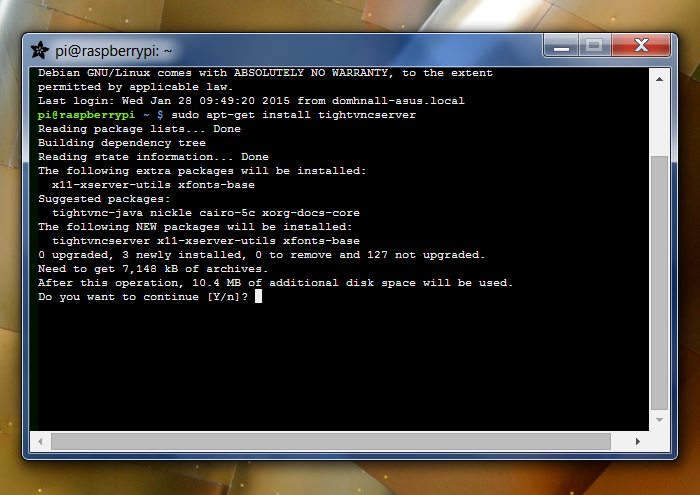 pi@raspberrypi: ~
Debian GNU/Linux comes with ABSOLUTELY NO WARRANTY, to the extent
permitted by applicable law.
Last login: Wed Jan 28 09:49:20 2015 from domhnall-asus.local
pi@raspberrypi ~ $ sudo apt-get install tightvncserver
Reading package lists... Done
Building dependency tree
Reading state information... Done
The following extra packages will be installed:
  x11-xserver-utils xfonts-base
Suggested packages:
  tightvnc-java nickle cairo-5c xorg-docs-core
The following NEW packages will be installed:
  tightvncserver x11-xserver-utils xfonts-base
0 upgraded, 3 newly installed, 0 to remove and 127 not upgraded.
Need to get 7,148 kB of archives.
After this operation, 10.4 MB of additional disk space will be used.
Do you want to continue [Y/n]?